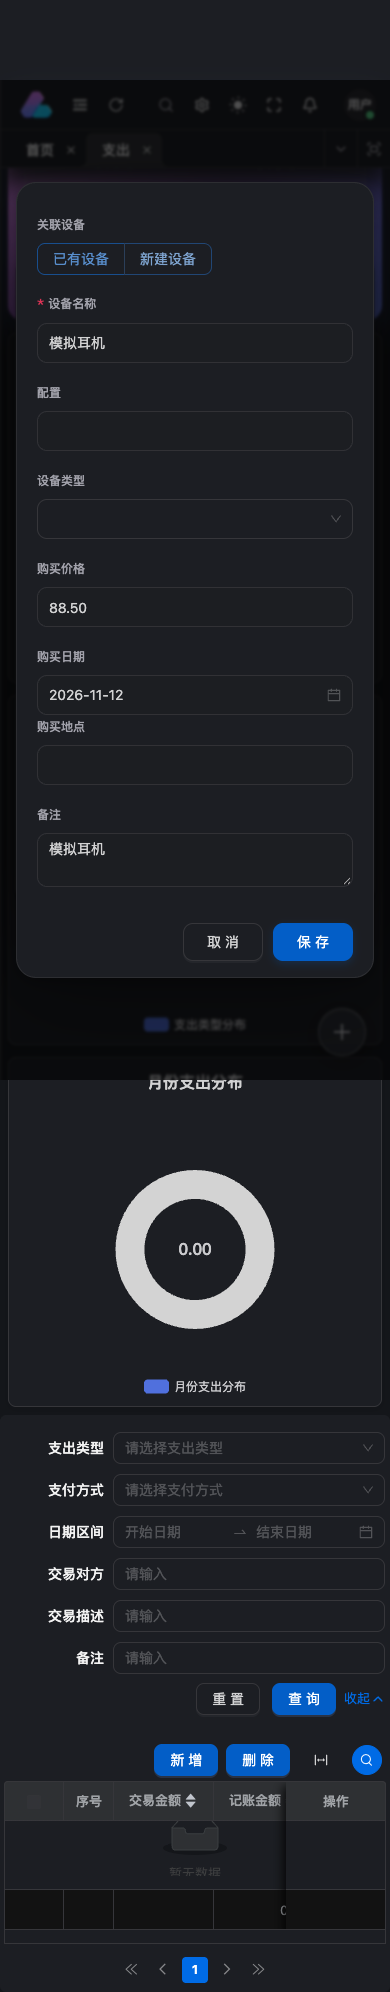 用户
首页
支出
关联设备
已有设备 新建设备
* 设备名称
模拟耳机
配置
设备类型
购买价格
88.50
购买日期
2026-11-12
购买地点
备注
模拟耳机
取 消 保 存
支出类型分布
月份支出分布
0.00
月份支出分布
支出类型 请选择支出类型
支付方式 请选择支付方式
日期区间 开始日期 → 结束日期
交易对方 请输入
交易描述 请输入
备注 请输入
重 置 查 询 收起
新 增 删 除
序号 交易金额 记账金额 操作
暂无数据
1